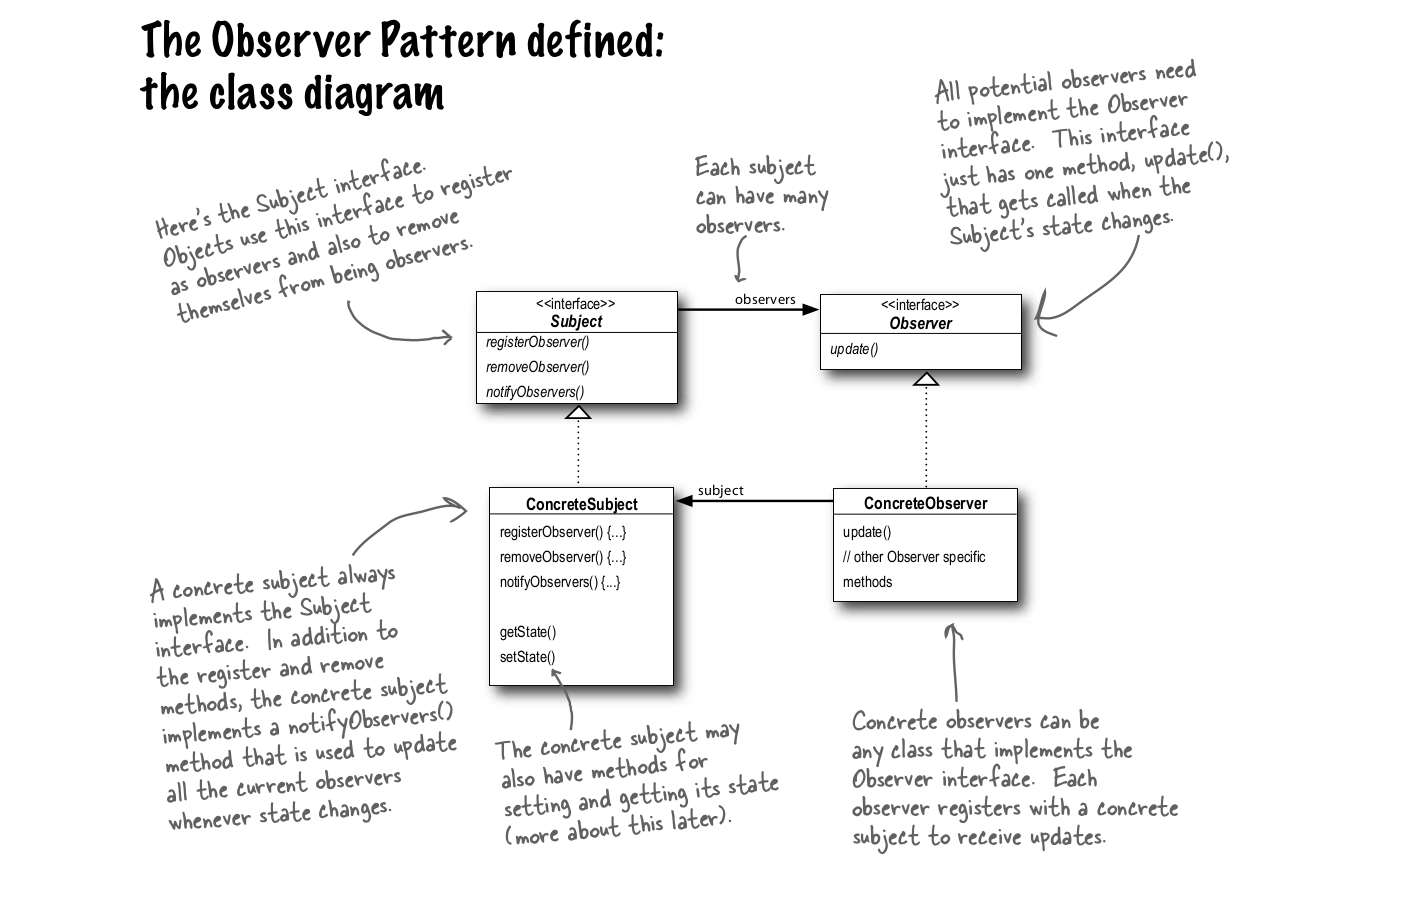 The Observer Pattern defined:
the class diagram
All potential observers need
to implement the Observer
interface. This interface
just has one method, update(),
that gets called when the
Subject's state changes.
Each subject
can have many
observers.
Here's the Subject interface.
Objects use this interface to register
as observers and also to remove
themselves from being observers.
<<interface>>
Subject
registerObserver()
removeObserver()
notifyObservers()
observers
<<interface>>
Observer
update()
ConcreteSubject
registerObserver() {...}
removeObserver() {...}
notifyObservers() {...}
getState()
setState()
subject
ConcreteObserver
update()
// other Observer specific
methods
A concrete subject always
implements the Subject
interface. In addition to
the register and remove
methods, the concrete subject
implements a notifyObservers()
method that is used to update
all the current observers
whenever state changes.
The concrete subject may
also have methods for
setting and getting its state
(more about this later).
Concrete observers can be
any class that implements the
Observer interface. Each
observer registers with a concrete
subject to receive updates.